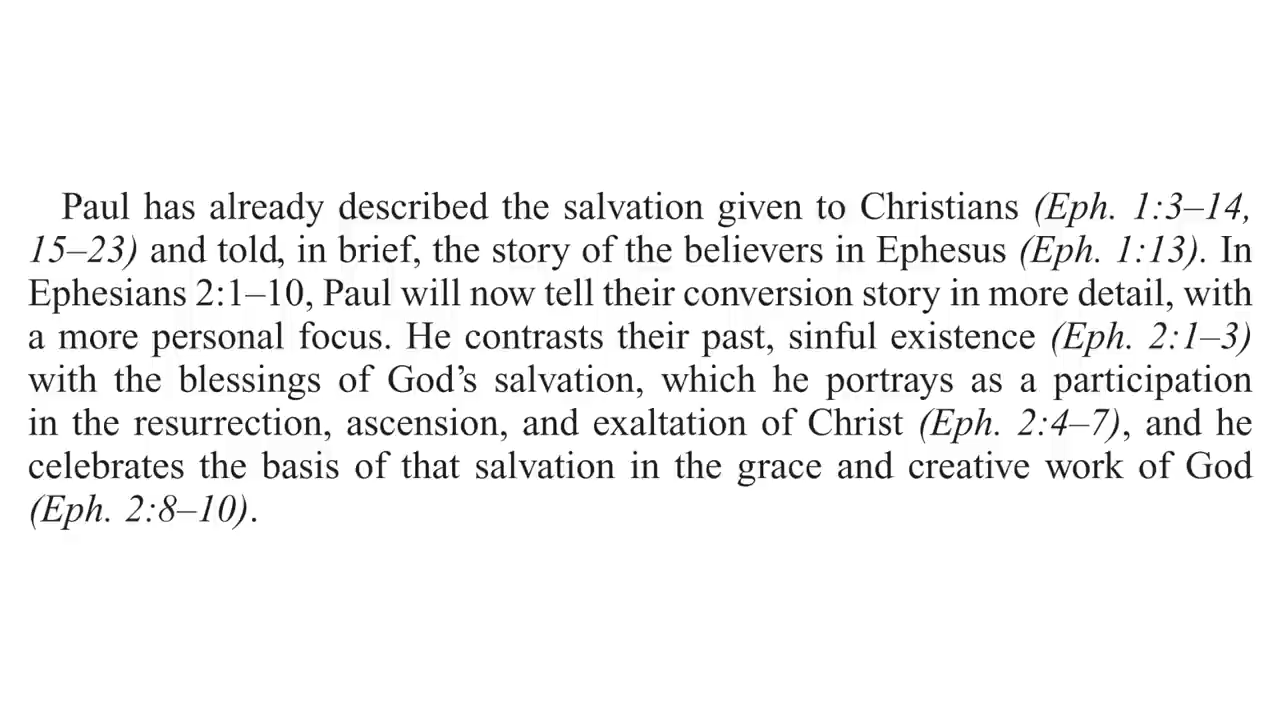 Paul has already described the salvation given to Christians (Eph. 1:3–14,
15–23) and told, in brief, the story of the believers in Ephesus (Eph. 1:13). In
Ephesians 2:1–10, Paul will now tell their conversion story in more detail, with
a more personal focus. He contrasts their past, sinful existence (Eph. 2:1–3)
with the blessings of God’s salvation, which he portrays as a participation
in the resurrection, ascension, and exaltation of Christ (Eph. 2:4–7), and he
celebrates the basis of that salvation in the grace and creative work of God
(Eph. 2:8–10).